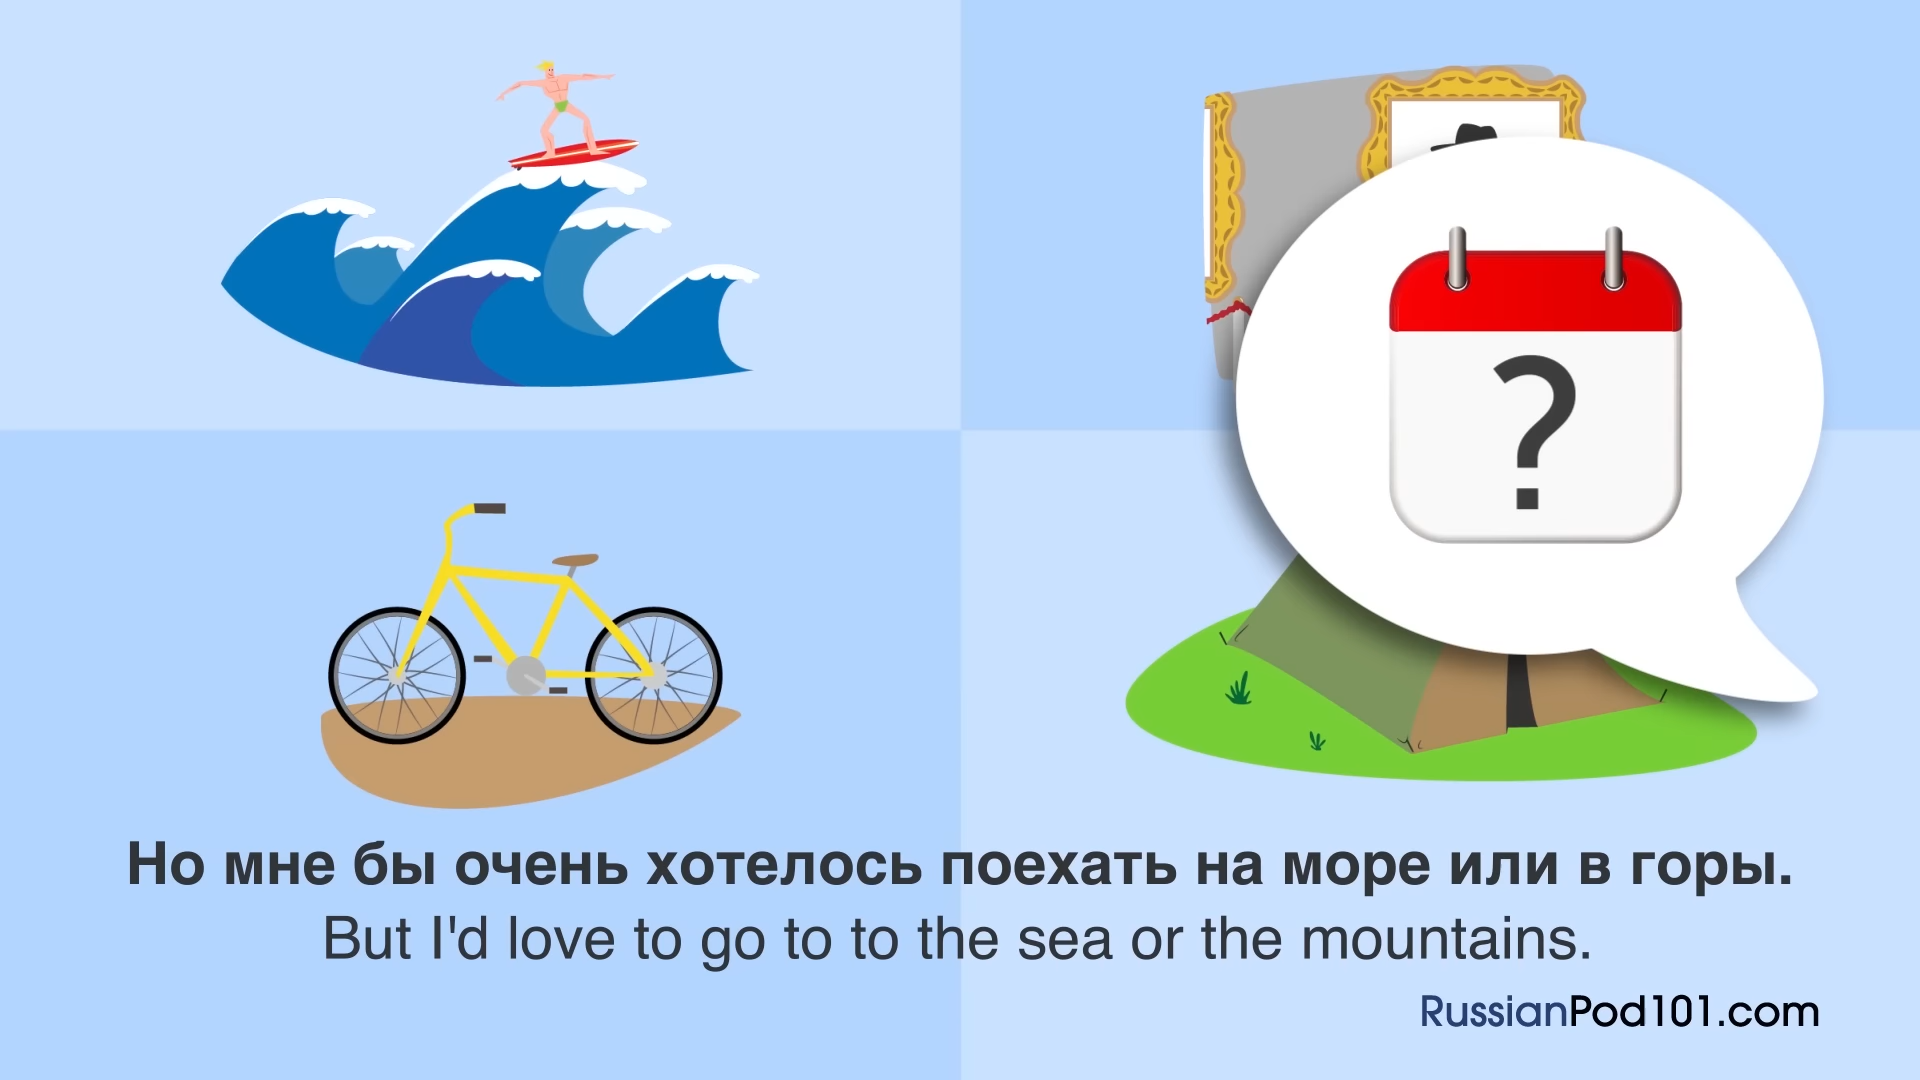 ?
Но мне бы очень хотелось поехать на море или в горы.
But I'd love to go to to the sea or the mountains.
RussianPod101.com